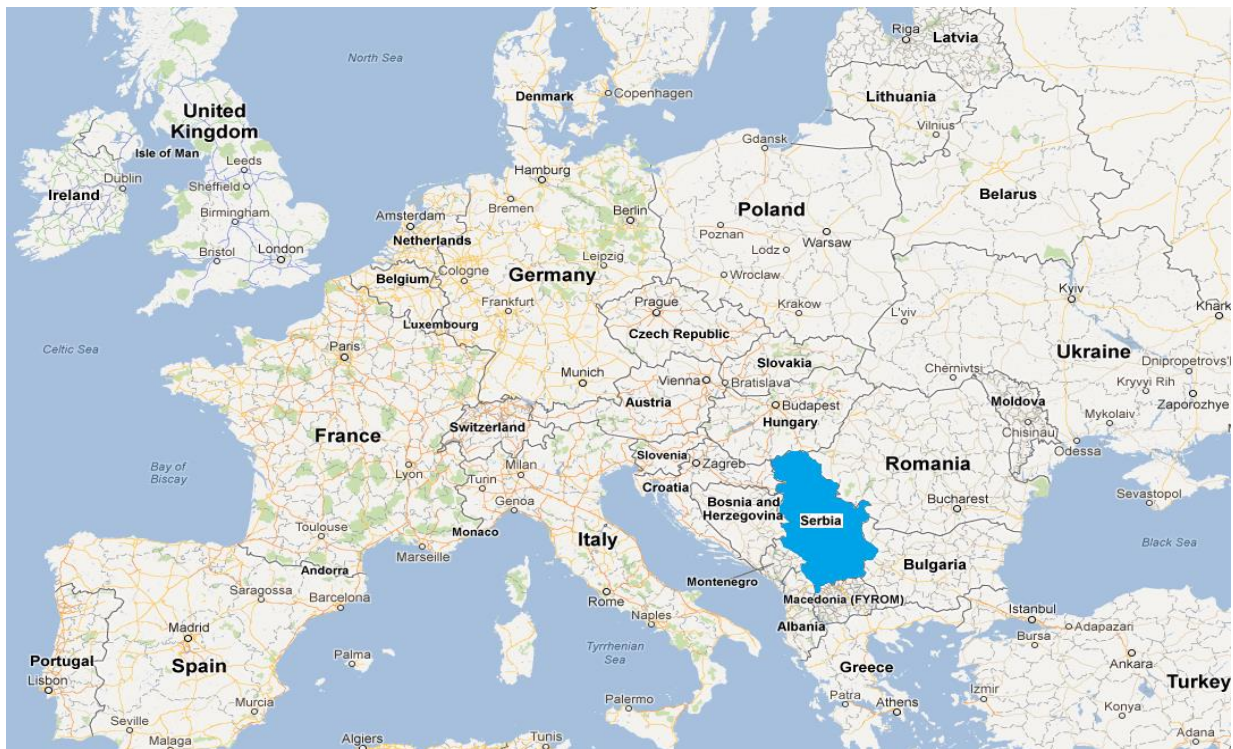 Riga
Latvia
North Sea
Denmark
Copenhagen
Lithuania
Vilnius
United
Kingdom
Isle of Man
Leeds
Dublin
Sheffield
Ireland
Birmingham
Bristol
London
Gdansk
Hamburg
Bremen
Berlin
Amsterdam
Netherlands
Poland
Poznan
Warsaw
Lodz
Belarus
Belgium
Cologne
Germany
Leipzig
Wroclaw
Frankfurt
Prague
Krakow
L'viv
Kyiv
Khark
Luxembourg
Czech Republic
Celtic Sea
Paris
Ukraine
Dnipropetrovs'l
Slovakia
Munich
Vienna
Bratislava
Chernivtsi
Kryvyi Rih
Zaporozhye
Austria
Budapest
Hungary
Moldova
Mykolaiv
Chisinau
Odessa
France
Switzerland
Slovenia
Zagreb
Romania
Bay of
Biscay
Lyon
Milan
Turin
Croatia
Genoa
Bosnia and
Herzegovina
Serbia
Bucharest
Sevastopol
Toulouse
Monaco
Marseille
Italy
Black Sea
Andorra
Bulgaria
Montenegro
Saragossa
Barcelona
Rome
Macedonia (FYROM)
Naples
Albania
Istanbul
Adapazari
Bursa
Madrid
Tyrrhenian
Sea
Palma
Portugal
Spain
Lisbon
Greece
Ankara
Turkey
Izmir
Murcia
Palermo
Patra
Athens
Konya
Seville
Malaga
Algiers
Tunis
Adana